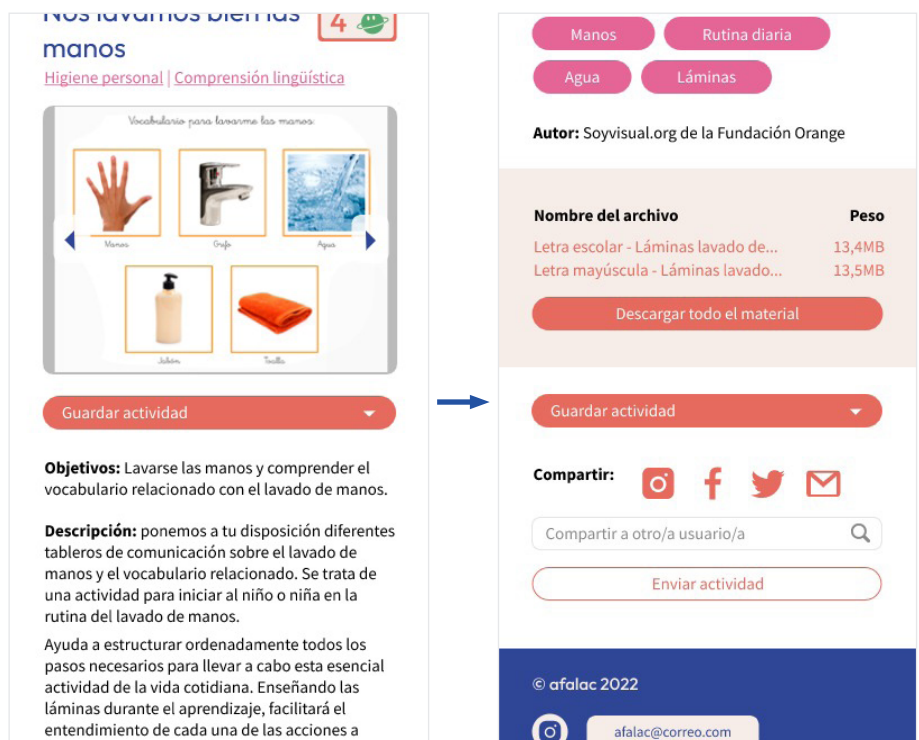 Nos lavamos bien las
manos
4
Higiene personal | Comprensión lingüística
Vocabulario para lavarme las manos:
Manos
Grifo
Agua
Jabón
Toalla
Guardar actividad
Objetivos: Lavarse las manos y comprender el
vocabulario relacionado con el lavado de manos.
Descripción: ponemos a tu disposición diferentes
tableros de comunicación sobre el lavado de
manos y el vocabulario relacionado. Se trata de
una actividad para iniciar al niño o niña en la
rutina del lavado de manos.
Ayuda a estructurar ordenadamente todos los
pasos necesarios para llevar a cabo esta esencial
actividad de la vida cotidiana. Enseñando las
láminas durante el aprendizaje, facilitará el
entendimiento de cada una de las acciones a
Manos
Rutina diaria
Agua
Láminas
Autor: Soyvisual.org de la Fundación Orange
Nombre del archivo Peso
Letra escolar - Láminas lavado de... 13,4MB
Letra mayúscula - Láminas lavado... 13,5MB
Descargar todo el material
Guardar actividad
Compartir:
Compartir a otro/a usuario/a
Enviar actividad
© afalac 2022
afalac@correo.com